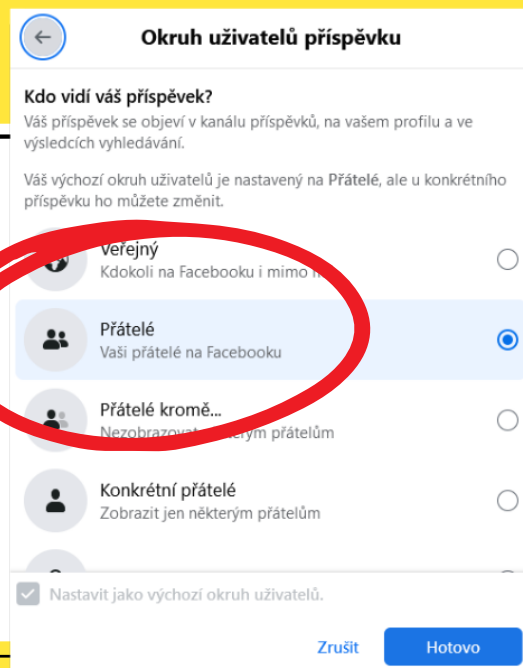 Okruh uživatelů příspěvku
Kdo vidí váš příspěvek?
Váš příspěvek se objeví v kanálu příspěvků, na vašem profilu a ve
výsledcích vyhledávání.
Váš výchozí okruh uživatelů je nastavený na Přátelé, ale u konkrétního
příspěvku ho můžete změnit.
Veřejný
Kdokoli na Facebooku i mimo
Přátelé
Vaši přátelé na Facebooku
Přátelé kromě...
Nezobrazovat přátelům
Konkrétní přátelé
Zobrazit jen některým přátelům
Nastavit jako výchozí okruh uživatelů.
Zrušit
Hotovo